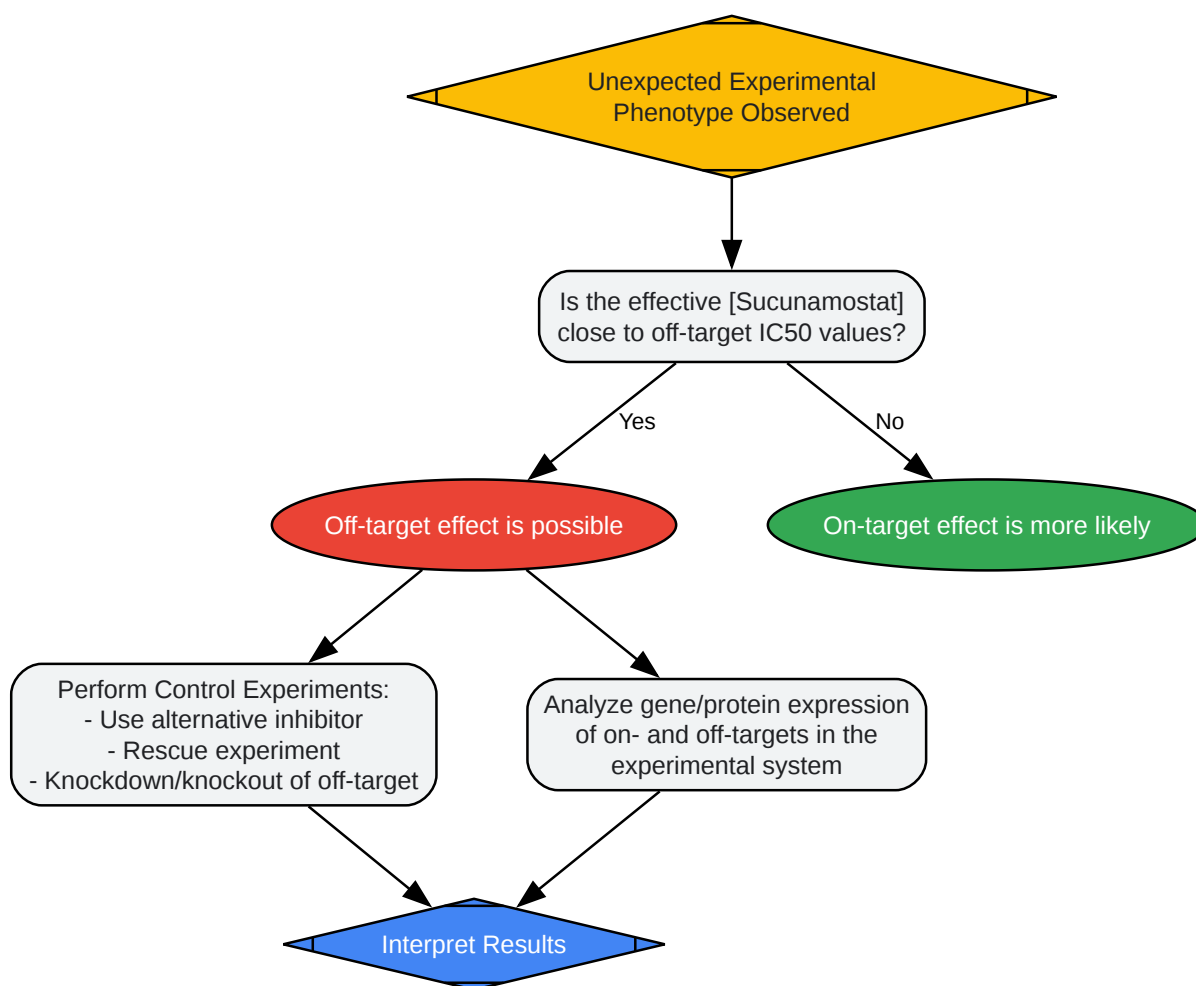 Unexpected Experimental
Phenotype Observed
Is the effective [Sucunamostat]
close to off-target IC50 values?
Yes
No
Off-target effect is possible
On-target effect is more likely
Perform Control Experiments:
- Use alternative inhibitor
- Rescue experiment
- Knockdown/knockout of off-target
Analyze gene/protein expression
of on- and off-targets in the
experimental system
Interpret Results